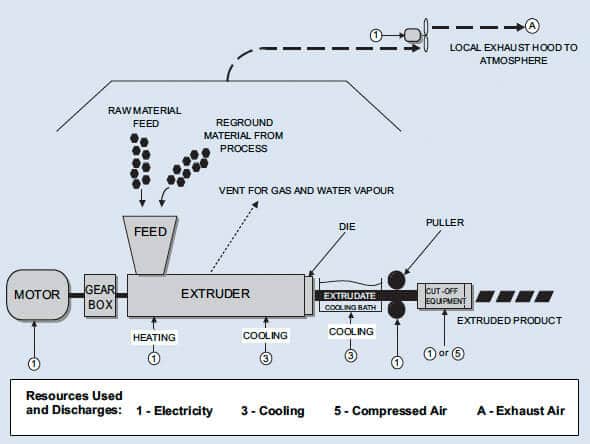 1
A
LOCAL EXHAUST HOOD TO
ATMOSPHERE
RAW MATERIAL
FEED
REGROUND
MATERIAL FROM
PROCESS
VENT FOR GAS AND WATER VAPOUR
FEED
DIE
PULLER
MOTOR
GEAR
BOX
EXTRUDER
EXTRUDATE
COOLING BATH
CUT-OFF
EQUIPMENT
EXTRUDED PRODUCT
HEATING
COOLING
COOLING
1
1
3
3
1
1 or 5
Resources Used
and Discharges: 1 - Electricity 3 - Cooling 5 - Compressed Air A - Exhaust Air